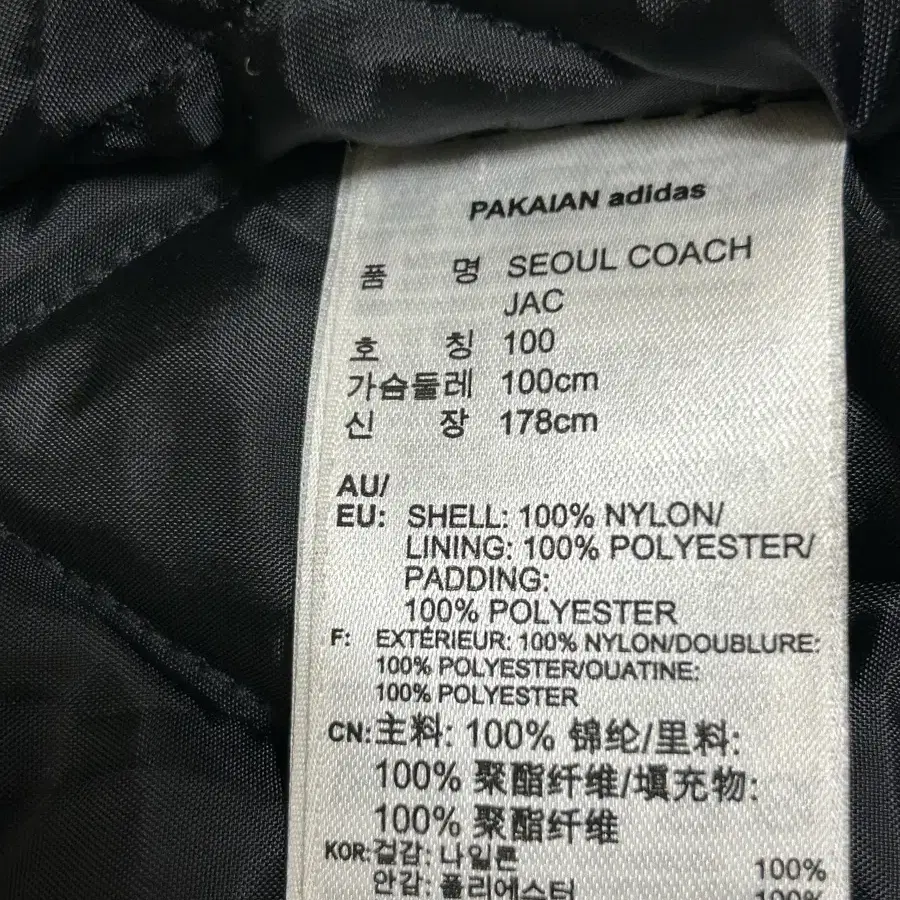 PAKAIAN adidas
품 명 SEOUL COACH
JAC
호 칭 100
가슴둘레 100cm
신 장 178cm
AU/
EU: SHELL: 100% NYLON/
LINING: 100% POLYESTER/
PADDING:
100% POLYESTER
F: EXTÉRIEUR: 100% NYLON/DOUBLURE:
100% POLYESTER/OUATINE:
100% POLYESTER
CN:主料: 100% 锦纶/里料:
100% 聚酯纤维/填充物:
100% 聚酯纤维
KOR:겉감: 나일론 100%
안감: 폴리에스터 100%